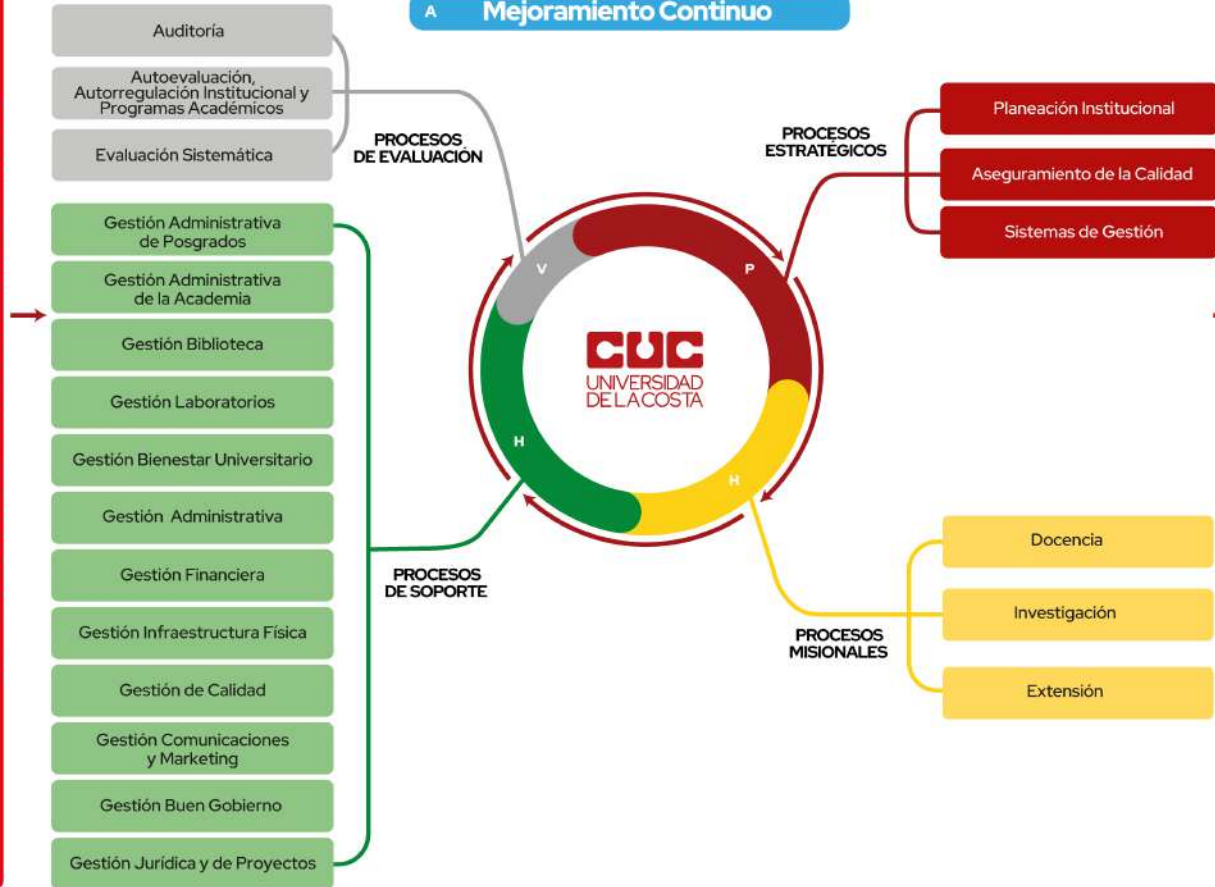 A Mejoramiento Continuo
Auditoría
Autoevaluación,
Autorregulación Institucional y
Programas Académicos
Evaluación Sistemática
PROCESOS
DE EVALUACIÓN
PROCESOS
ESTRATÉGICOS
Planeación Institucional
Aseguramiento de la Calidad
Sistemas de Gestión
Gestión Administrativa
de Posgrados
Gestión Administrativa
de la Academia
Gestión Biblioteca
Gestión Laboratorios
Gestión Bienestar Universitario
Gestión Administrativa
Gestión Financiera
Gestión Infraestructura Física
Gestión de Calidad
Gestión Comunicaciones
y Marketing
Gestión Buen Gobierno
Gestión Jurídica y de Proyectos
PROCESOS
DE SOPORTE
V
P
H
H
CUC
UNIVERSIDAD
DE LA COSTA
PROCESOS
MISIONALES
Docencia
Investigación
Extensión